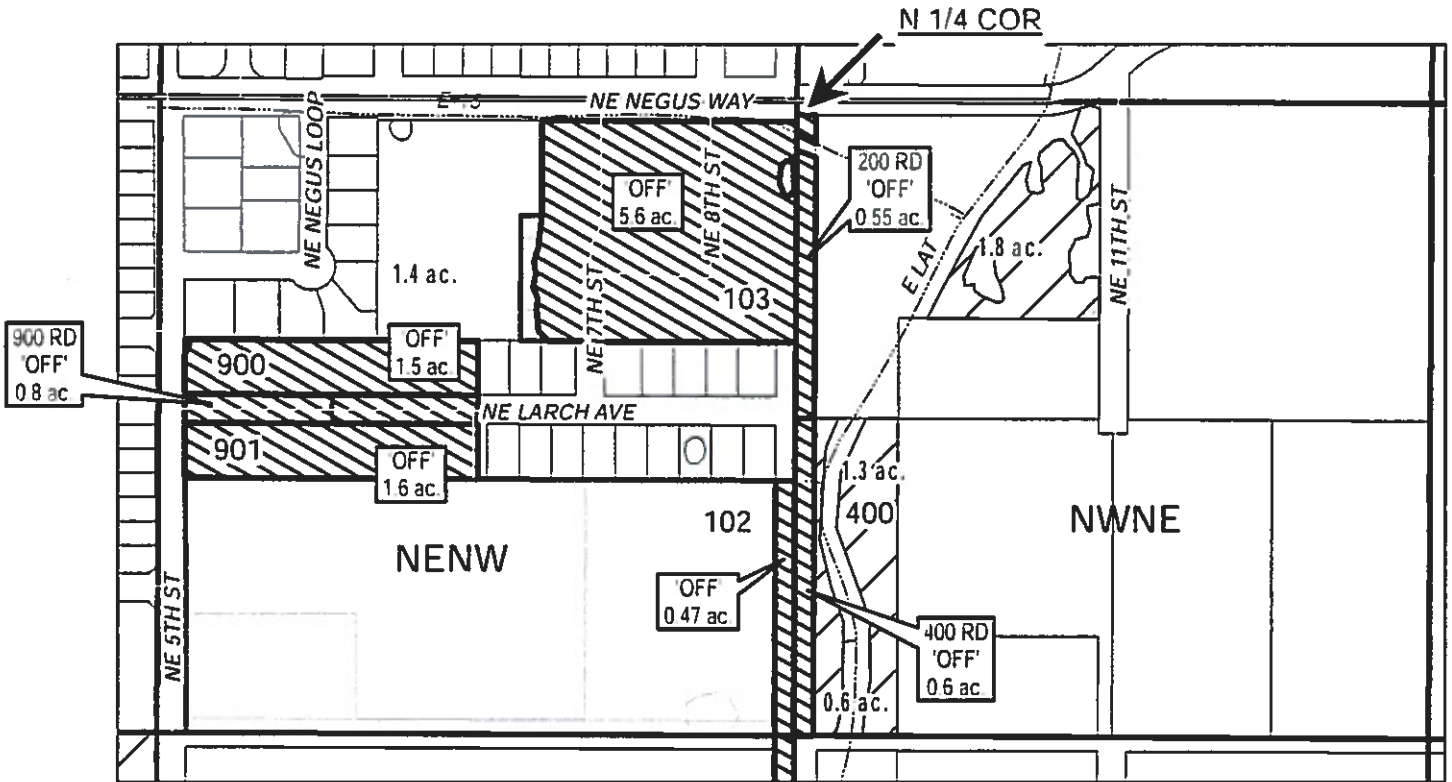 N 1/4 COR
NE NEGUS WAY
NE NEGUS LOOP
'OFF'
5.6 ac.
NE 8TH ST
200 RD
'OFF'
0.55 ac.
E LAT
1.8 ac.
NE 11TH ST
1.4 ac.
103
NE 7TH ST
900 RD
'OFF'
0.8 ac.
900
'OFF'
1.5 ac.
NE LARCH AVE
901
'OFF'
1.6 ac.
1.3 ac.
400
102
NENW
NWNE
'OFF'
0.47 ac.
400 RD
'OFF'
0.6 ac.
NE 5TH ST
0.6 ac.